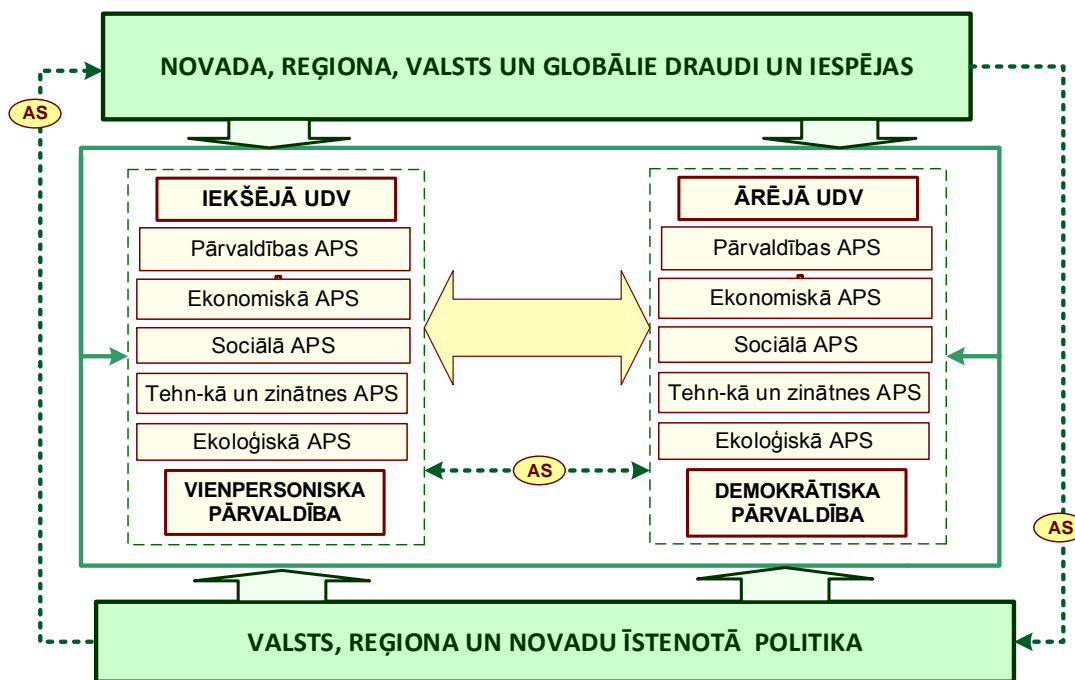 NOVADA, REĢIONA, VALSTS UN GLOBĀLIE DRAUDI UN IESPĒJAS
AS
IEKŠĒJĀ UDV
Pārvaldības APS
Ekonomiskā APS
Sociālā APS
Tehn-kā un zinātnes APS
Ekoloģiskā APS
VIENPERSONISKA
PĀRVALDĪBA
ĀRĒJĀ UDV
Pārvaldības APS
Ekonomiskā APS
Sociālā APS
Tehn-kā un zinātnes APS
Ekoloģiskā APS
DEMOKRĀTISKA
PĀRVALDĪBA
AS
AS
VALSTS, REĢIONA UN NOVADU ĪSTENOTĀ POLITIKA